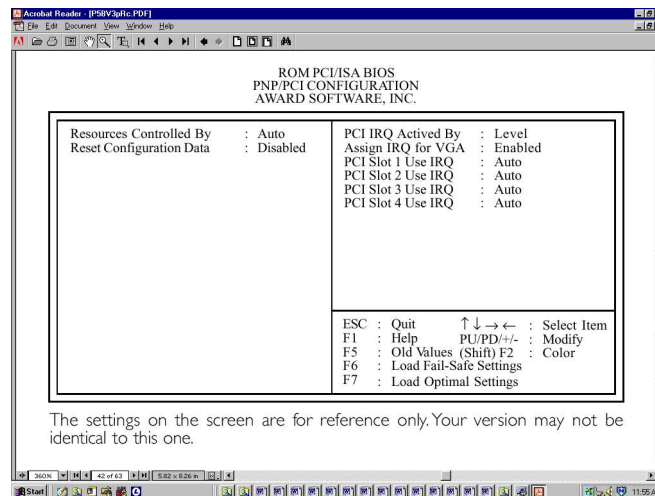 Acrobat Reader - [P5BV3pRc.PDF]
File Edit Document View Window Help
ROM PCI/ISA BIOS
PNP/PCI CONFIGURATION
AWARD SOFTWARE, INC.
Resources Controlled By : Auto
Reset Configuration Data : Disabled
PCI IRQ Actived By : Level
Assign IRQ for VGA : Enabled
PCI Slot 1 Use IRQ : Auto
PCI Slot 2 Use IRQ : Auto
PCI Slot 3 Use IRQ : Auto
PCI Slot 4 Use IRQ : Auto
ESC : Quit ↑↓→← : Select Item
F1 : Help PU/PD/+/- : Modify
F5 : Old Values (Shift) F2 : Color
F6 : Load Fail-Safe Settings
F7 : Load Optimal Settings
The settings on the screen are for reference only. Your version may not be
identical to this one.
360% 42 of 63 5.82 x 8.26 in
Start 11:55